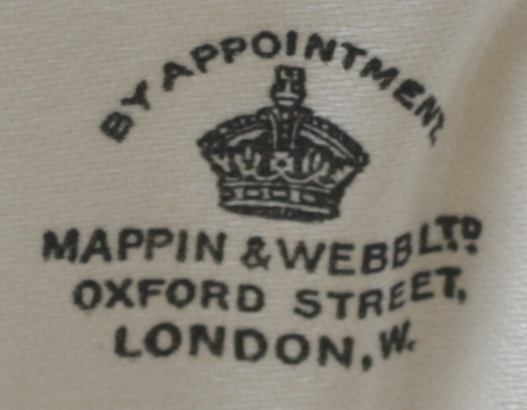 BY APPOINTMENT
MAPPIN & WEBB LTD
OXFORD STREET,
LONDON, W.